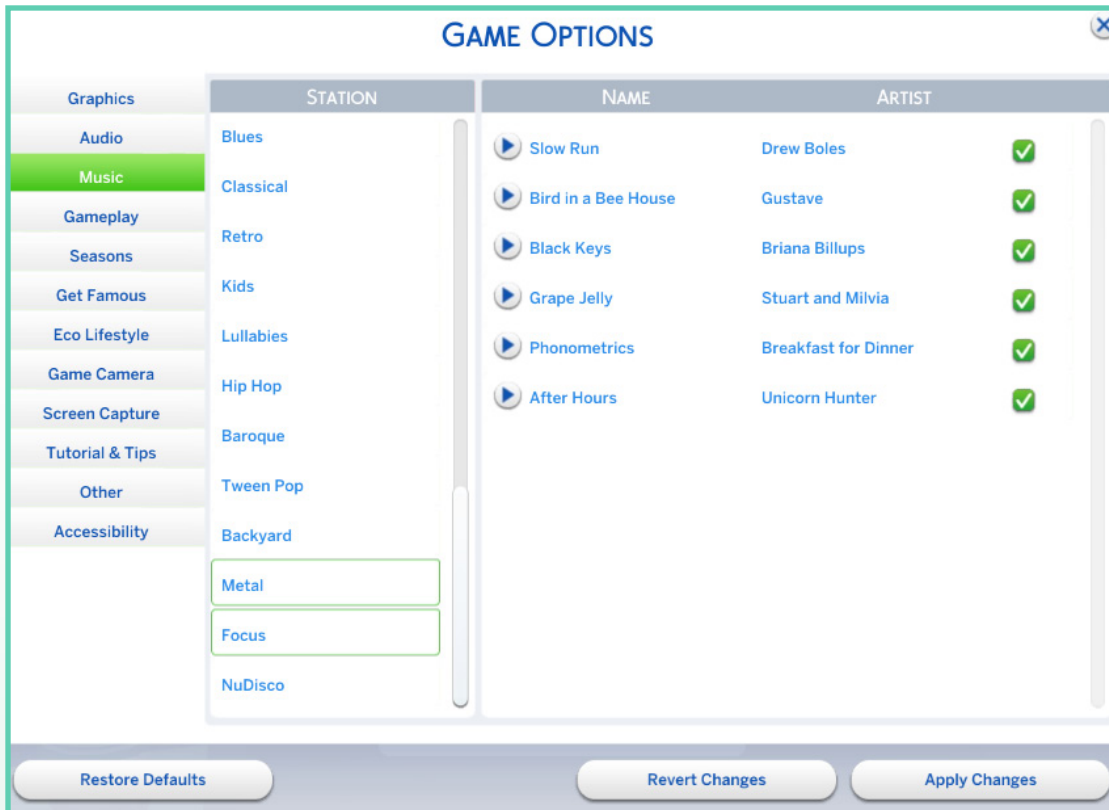 GAME OPTIONS
Graphics
Audio
Music
Gameplay
Seasons
Get Famous
Eco Lifestyle
Game Camera
Screen Capture
Tutorial & Tips
Other
Accessibility
STATION
Blues
Classical
Retro
Kids
Lullabies
Hip Hop
Baroque
Tween Pop
Backyard
Metal
Focus
NuDisco
NAME ARTIST
Slow Run Drew Boles
Bird in a Bee House Gustave
Black Keys Briana Billups
Grape Jelly Stuart and Milvia
Phonometrics Breakfast for Dinner
After Hours Unicorn Hunter
Restore Defaults Revert Changes Apply Changes